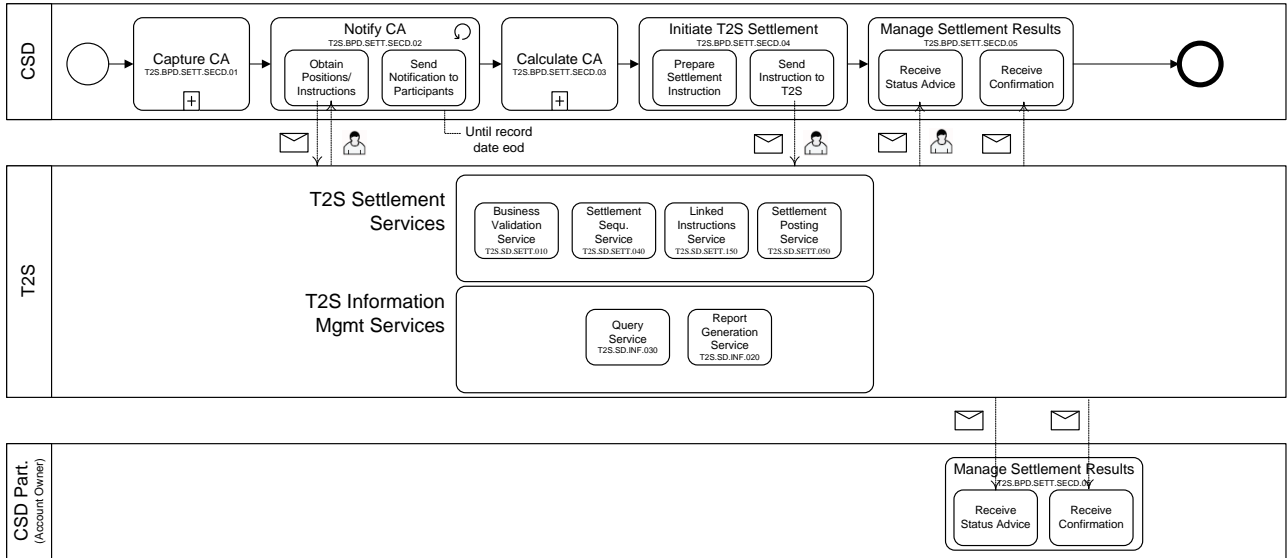 CSD
Capture CA
T2S.BPD.SETT.SECD.01
Notify CA
T2S.BPD.SETT.SECD.02
Obtain
Positions/
Instructions
Send
Notification to
Participants
Calculate CA
T2S.BPD.SETT.SECD.03
Initiate T2S Settlement
T2S.BPD.SETT.SECD.04
Prepare
Settlement
Instruction
Send
Instruction to
T2S
Manage Settlement Results
T2S.BPD.SETT.SECD.05
Receive
Status Advice
Receive
Confirmation
Until record
date eod
T2S
T2S Settlement
Services
Business
Validation
Service
T2S.SD.SETT.010
Settlement
Sequ.
Service
T2S.SD.SETT.040
Linked
Instructions
Service
T2S.SD.SETT.150
Settlement
Posting
Service
T2S.SD.SETT.050
T2S Information
Mgmt Services
Query
Service
T2S.SD.INF.030
Report
Generation
Service
T2S.SD.INF.020
CSD Part.
(Account Owner)
Manage Settlement Results
T2S.BPD.SETT.SECD.06
Receive
Status Advice
Receive
Confirmation